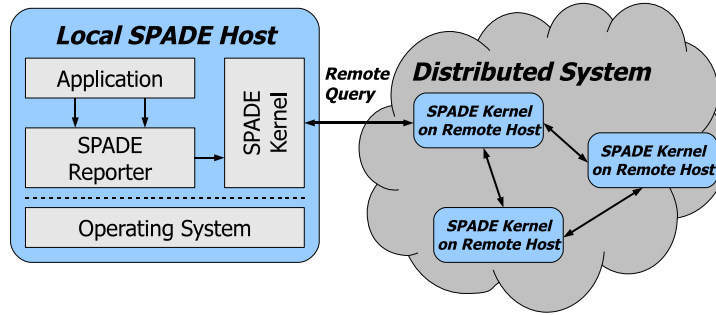 Local SPADE Host
Application
SPADE
Reporter
SPADE
Kernel
Operating System
Remote
Query
Distributed System
SPADE Kernel
on Remote Host
SPADE Kernel
on Remote Host
SPADE Kernel
on Remote Host